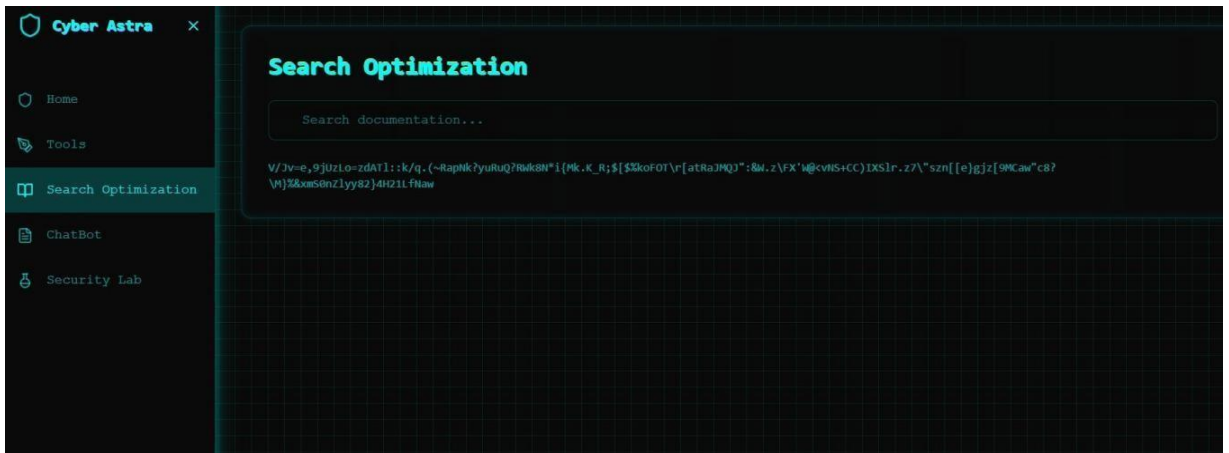 Cyber Astra ×
Home
Tools
Search Optimization
ChatBot
Security Lab
Search Optimization
Search documentation...
V/Jv=e,9jUzLo=zdATl::k/q.(~RapNk?yuRuQ?RWk8N*i{Mk.K_R;$[$%koFOT\r[atRaJMQJ":&W.z\FX'W@<vNS+CC)IXSlr.z7\"szn[[e}gjz[9MCaw"c8?
\M}%&xmS0nZlyy82}4H21LfNaw